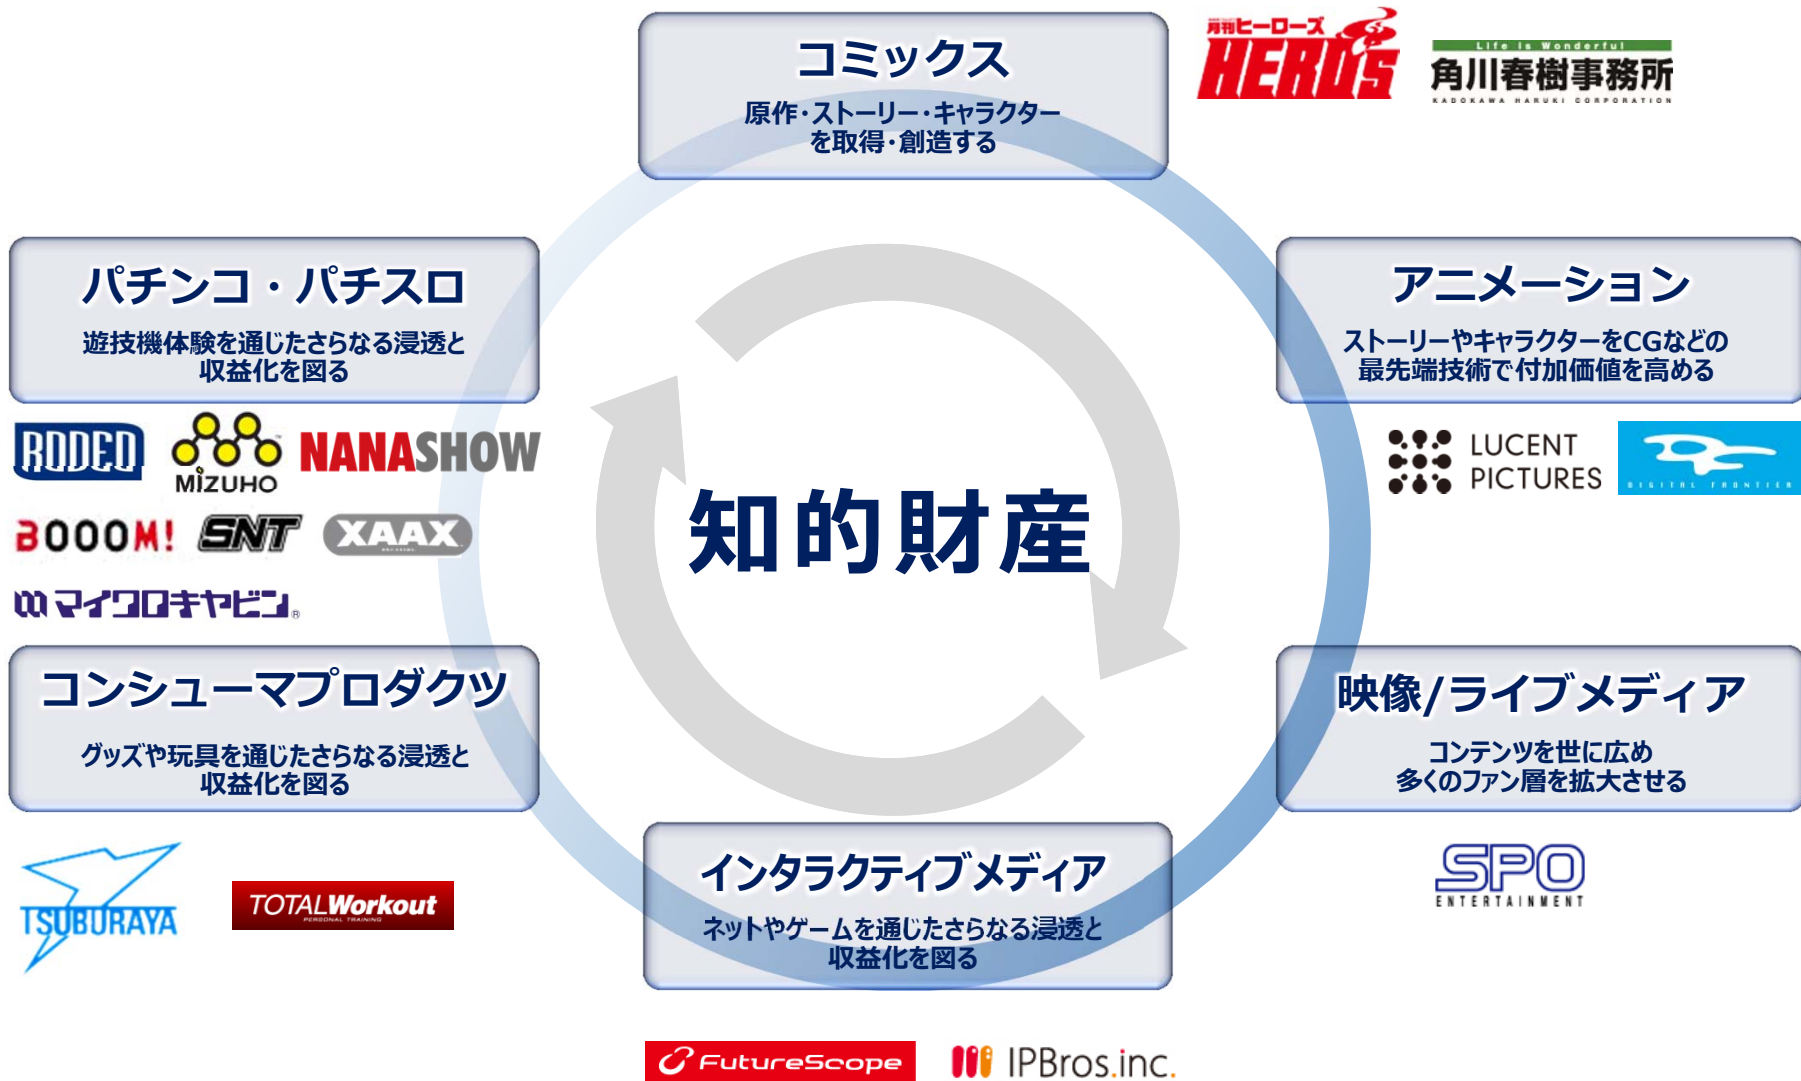 コミックス
原作・ストーリー・キャラクター
を取得・創造する
月刊ヒーローズ
HERO's
Life is Wonderful
角川春樹事務所
KADOKAWA HARUKI CORPORATION
パチンコ・パチスロ
遊技機体験を通じたさらなる浸透と
収益化を図る
RODEO
MIZUHO
NANASHOW
BOOOM!
SNT
XAAX
マイクロキャビン®
アニメーション
ストーリーやキャラクターをCGなどの
最先端技術で付加価値を高める
LUCENT
PICTURES
DIGITAL FRONTIER
知的財産
コンシューマプロダクツ
グッズや玩具を通じたさらなる浸透と
収益化を図る
TSUBURAYA
TOTAL Workout
PERSONAL TRAINING
映像/ライブメディア
コンテンツを世に広め
多くのファン層を拡大させる
SPO
ENTERTAINMENT
インタラクティブメディア
ネットやゲームを通じたさらなる浸透と
収益化を図る
FutureScope
IPBros.inc.